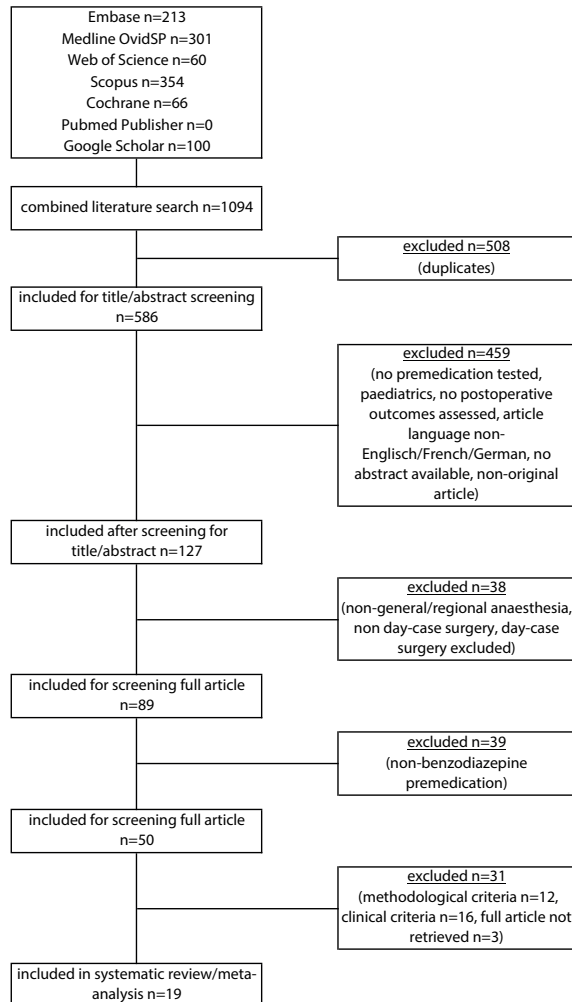 Embase n=213
Medline OvidSP n=301
Web of Science n=60
Scopus n=354
Cochrane n=66
Pubmed Publisher n=0
Google Scholar n=100
combined literature search n=1094
excluded n=508
(duplicates)
included for title/abstract screening
n=586
excluded n=459
(no premedication tested,
paediatrics, no postoperative
outcomes assessed, article
language non-
Englisch/French/German, no
abstract available, non-original
article)
included after screening for
title/abstract n=127
excluded n=38
(non-general/regional anaesthesia,
non day-case surgery, day-case
surgery excluded)
included for screening full article
n=89
excluded n=39
(non-benzodiazepine
premedication)
included for screening full article
n=50
excluded n=31
(methodological criteria n=12,
clinical criteria n=16, full article not
retrieved n=3)
included in systematic review/meta-
analysis n=19